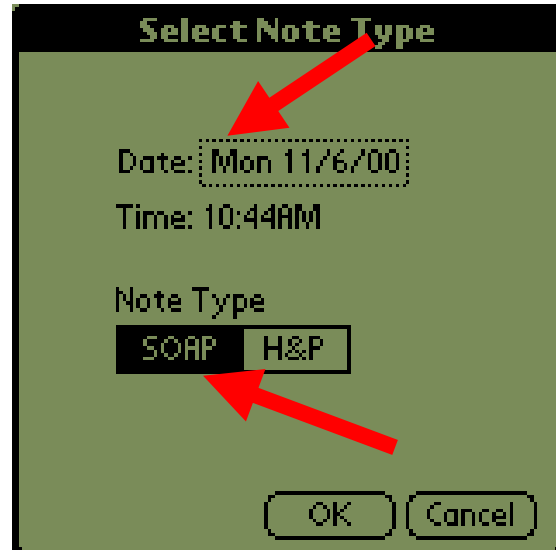 Select Note Type
Date: Mon 11/6/00
Time: 10:44AM
Note Type
SOAP H&P
OK Cancel